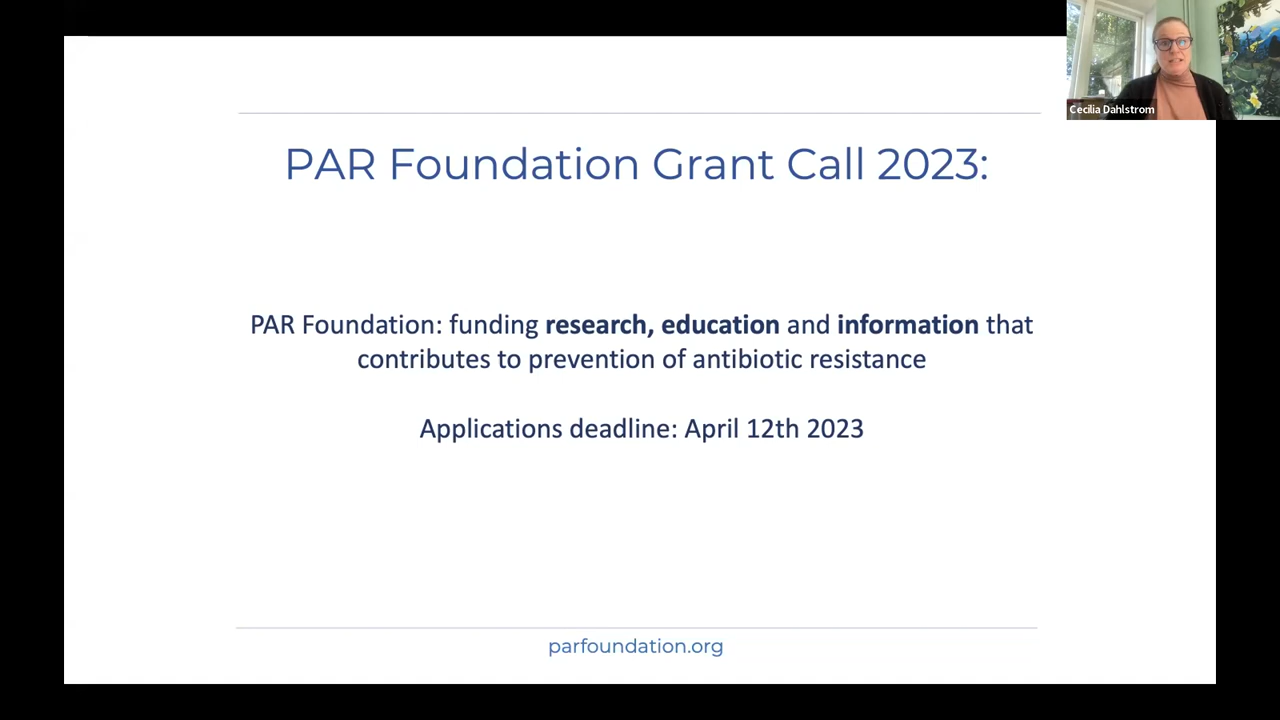 Cecilia Dahlstrom
PAR Foundation Grant Call 2023:
PAR Foundation: funding research, education and information that
contributes to prevention of antibiotic resistance
Applications deadline: April 12th 2023
parfoundation.org